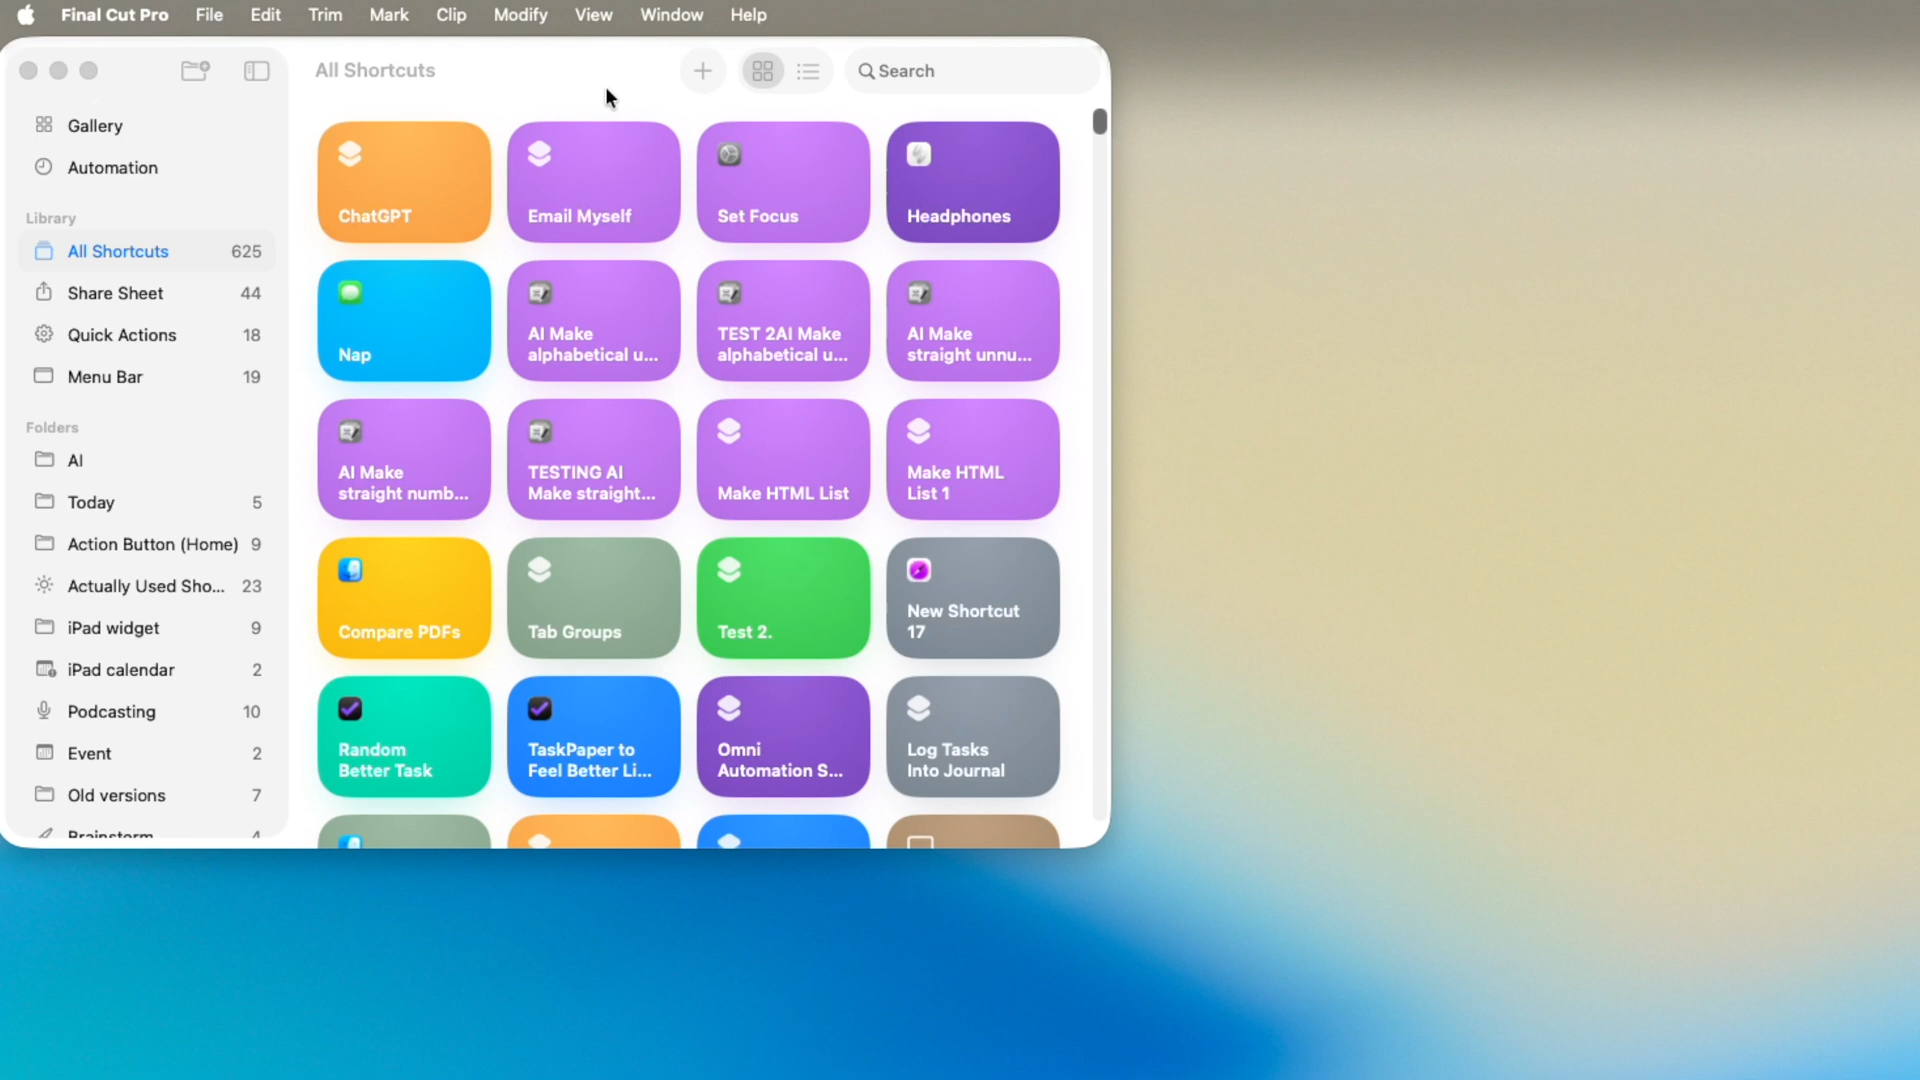 Final Cut Pro File Edit Trim Mark Clip Modify View Window Help
All Shortcuts
Search
Gallery
Automation
Library
All Shortcuts 625
Share Sheet 44
Quick Actions 18
Menu Bar 19
Folders
AI
Today 5
Action Button (Home) 9
Actually Used Sho... 23
iPad widget 9
iPad calendar 2
Podcasting 10
Event 2
Old versions 7
Brainstorm 4
ChatGPT
Email Myself
Set Focus
Headphones
Nap
AI Make
alphabetical u...
TEST 2AI Make
alphabetical u...
AI Make
straight unnu...
AI Make
straight numb...
TESTING AI
Make straight...
Make HTML List
Make HTML
List 1
Compare PDFs
Tab Groups
Test 2.
New Shortcut
17
Random
Better Task
TaskPaper to
Feel Better Li...
Omni
Automation S...
Log Tasks
Into Journal